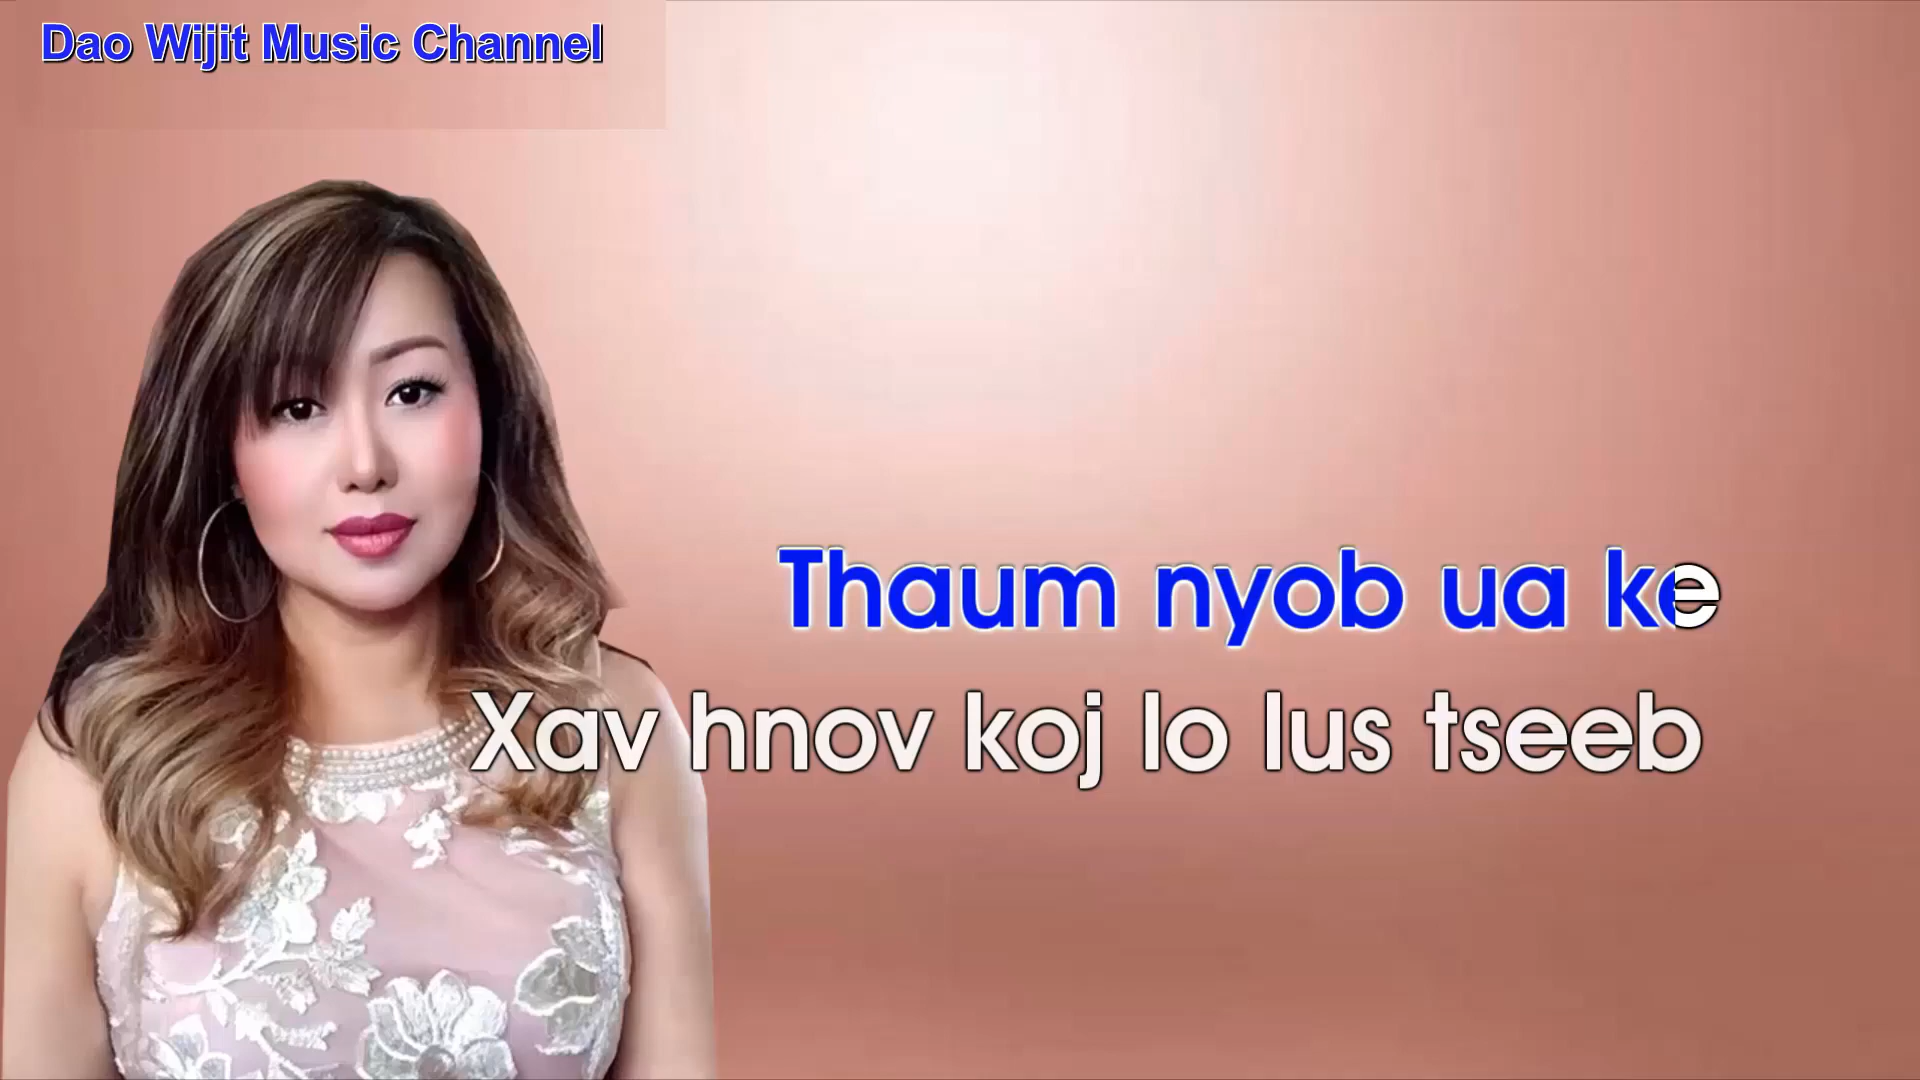 Dao Wijit Music Channel
Thaum nyob ua ke
Xav hnov koj lo lus tseeb